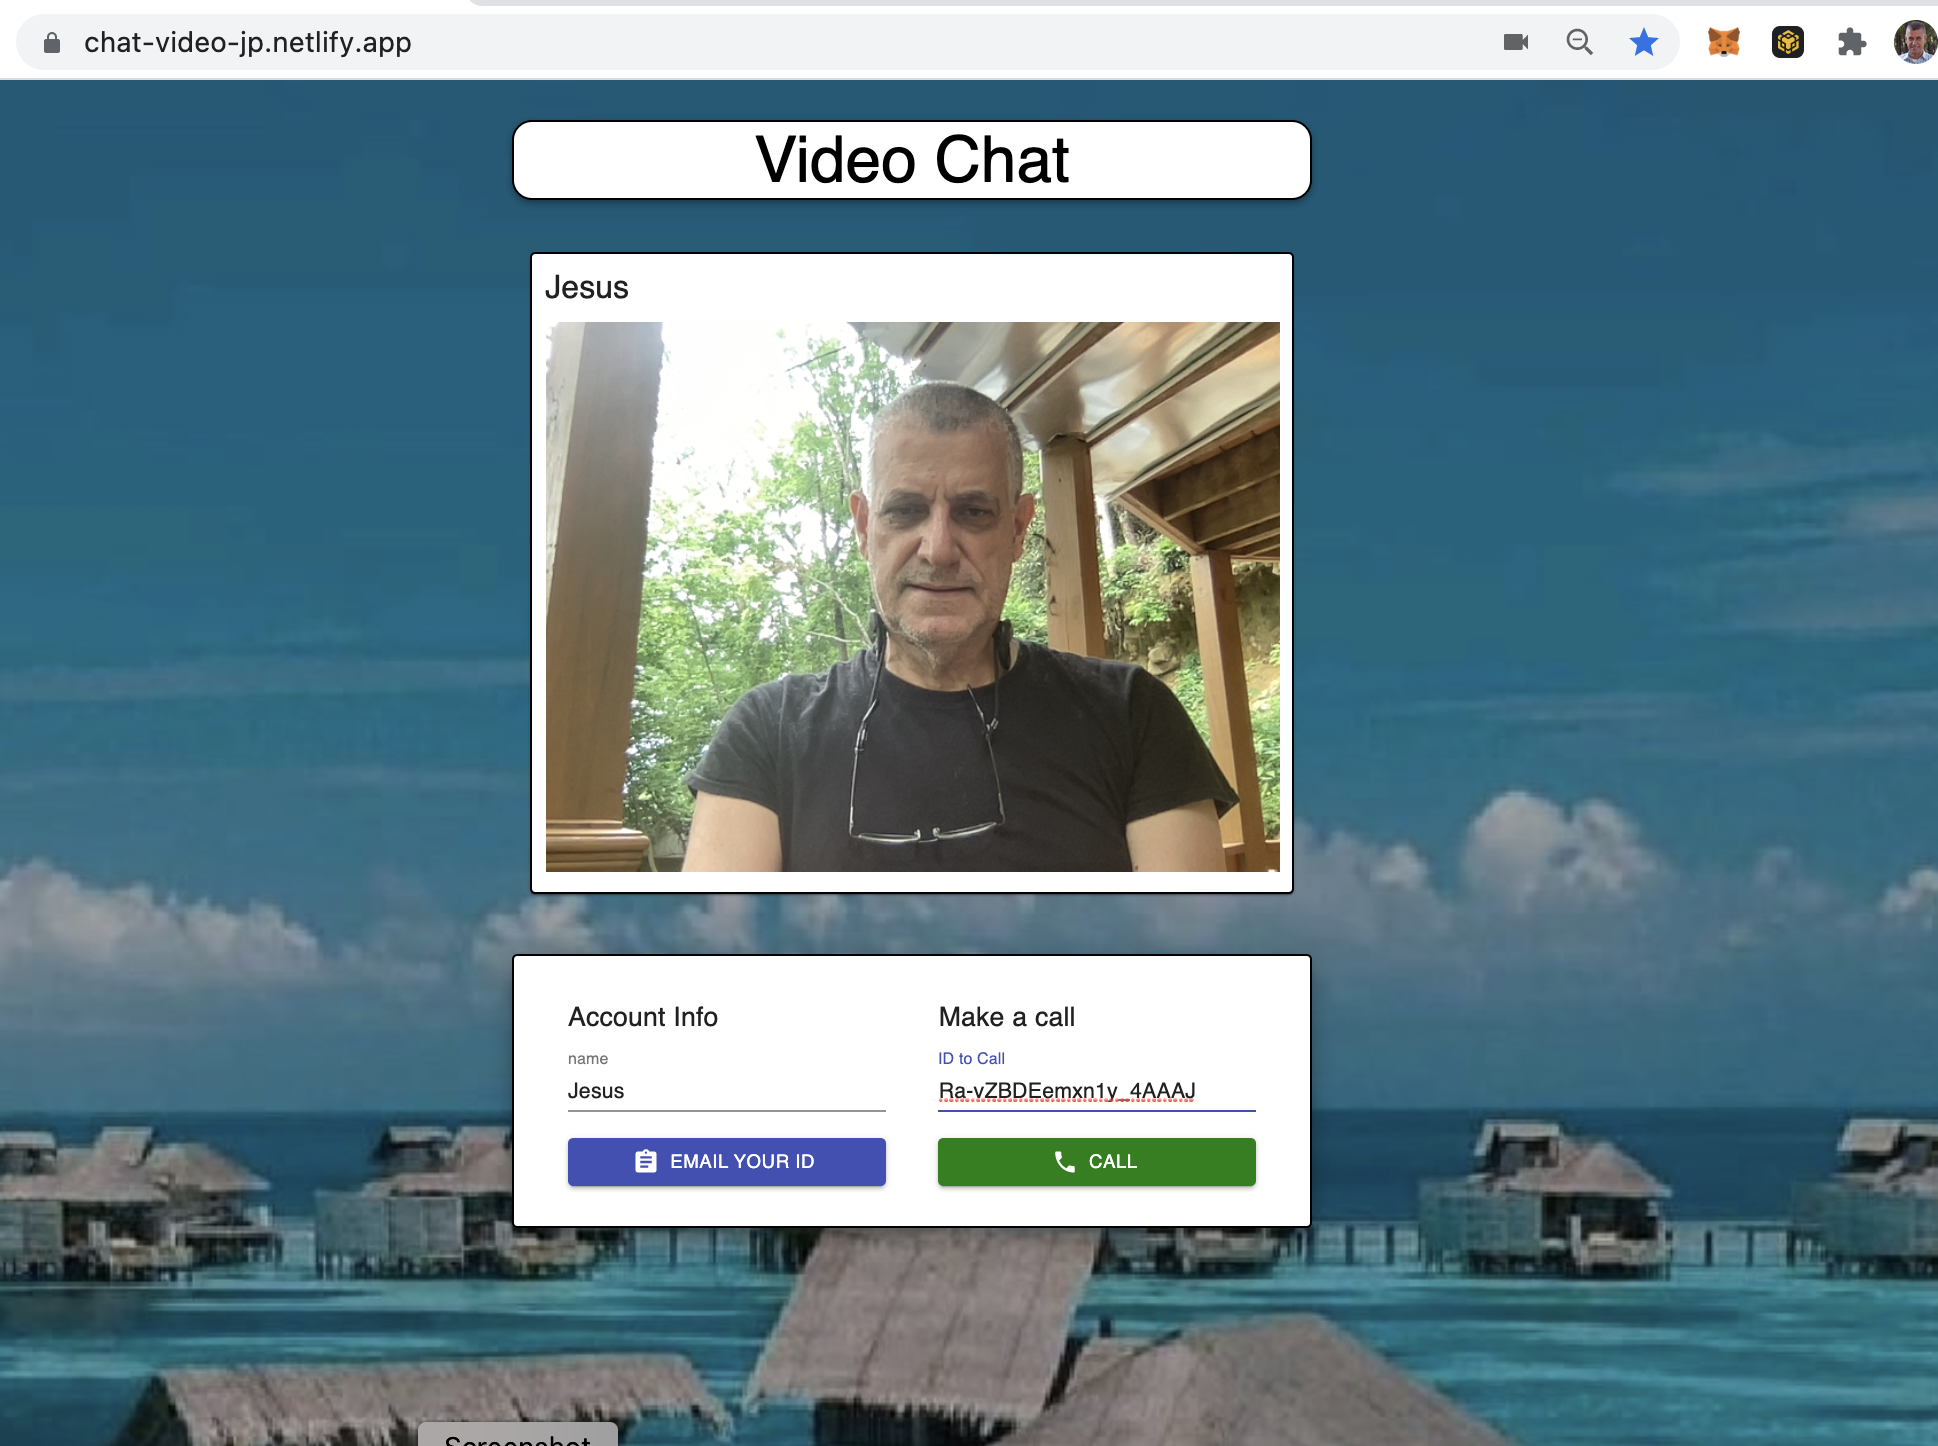 chat-video-jp.netlify.app
Video Chat
Jesus
Account Info
name
Jesus
EMAIL YOUR ID
Make a call
ID to Call
Ra-vZBDEemxn1y_4AAAJ
CALL
Screenshot